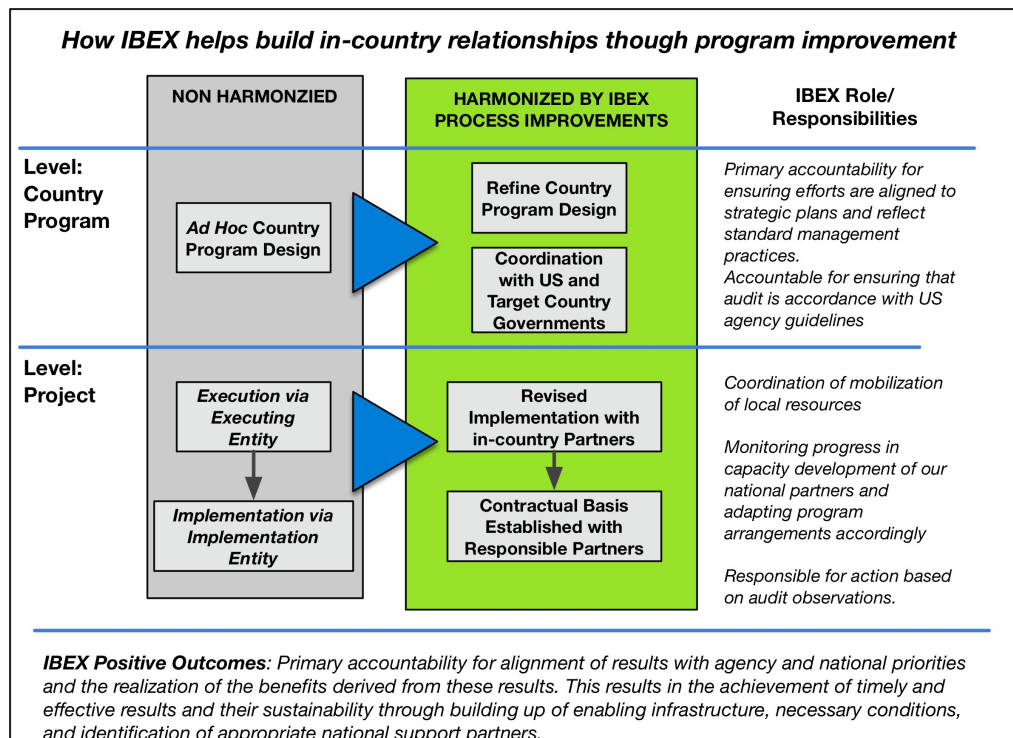 How IBEX helps build in-country relationships though program improvement
NON HARMONZIED
HARMONIZED BY IBEX
PROCESS IMPROVEMENTS
IBEX Role/
Responsibilities
Level:
Country
Program
Ad Hoc Country
Program Design
Refine Country
Program Design
Coordination
with US and
Target Country
Governments
Primary accountability for
ensuring efforts are aligned to
strategic plans and reflect
standard management
practices.
Accountable for ensuring that
audit is accordance with US
agency guidelines
Level:
Project
Execution via
Executing
Entity
Implementation via
Implementation
Entity
Revised
Implementation with
in-country Partners
Contractual Basis
Established with
Responsible Partners
Coordination of mobilization
of local resources
Monitoring progress in
capacity development of our
national partners and
adapting program
arrangements accordingly
Responsible for action based
on audit observations.
IBEX Positive Outcomes: Primary accountability for alignment of results with agency and national priorities
and the realization of the benefits derived from these results. This results in the achievement of timely and
effective results and their sustainability through building up of enabling infrastructure, necessary conditions,
and identification of appropriate national support partners.